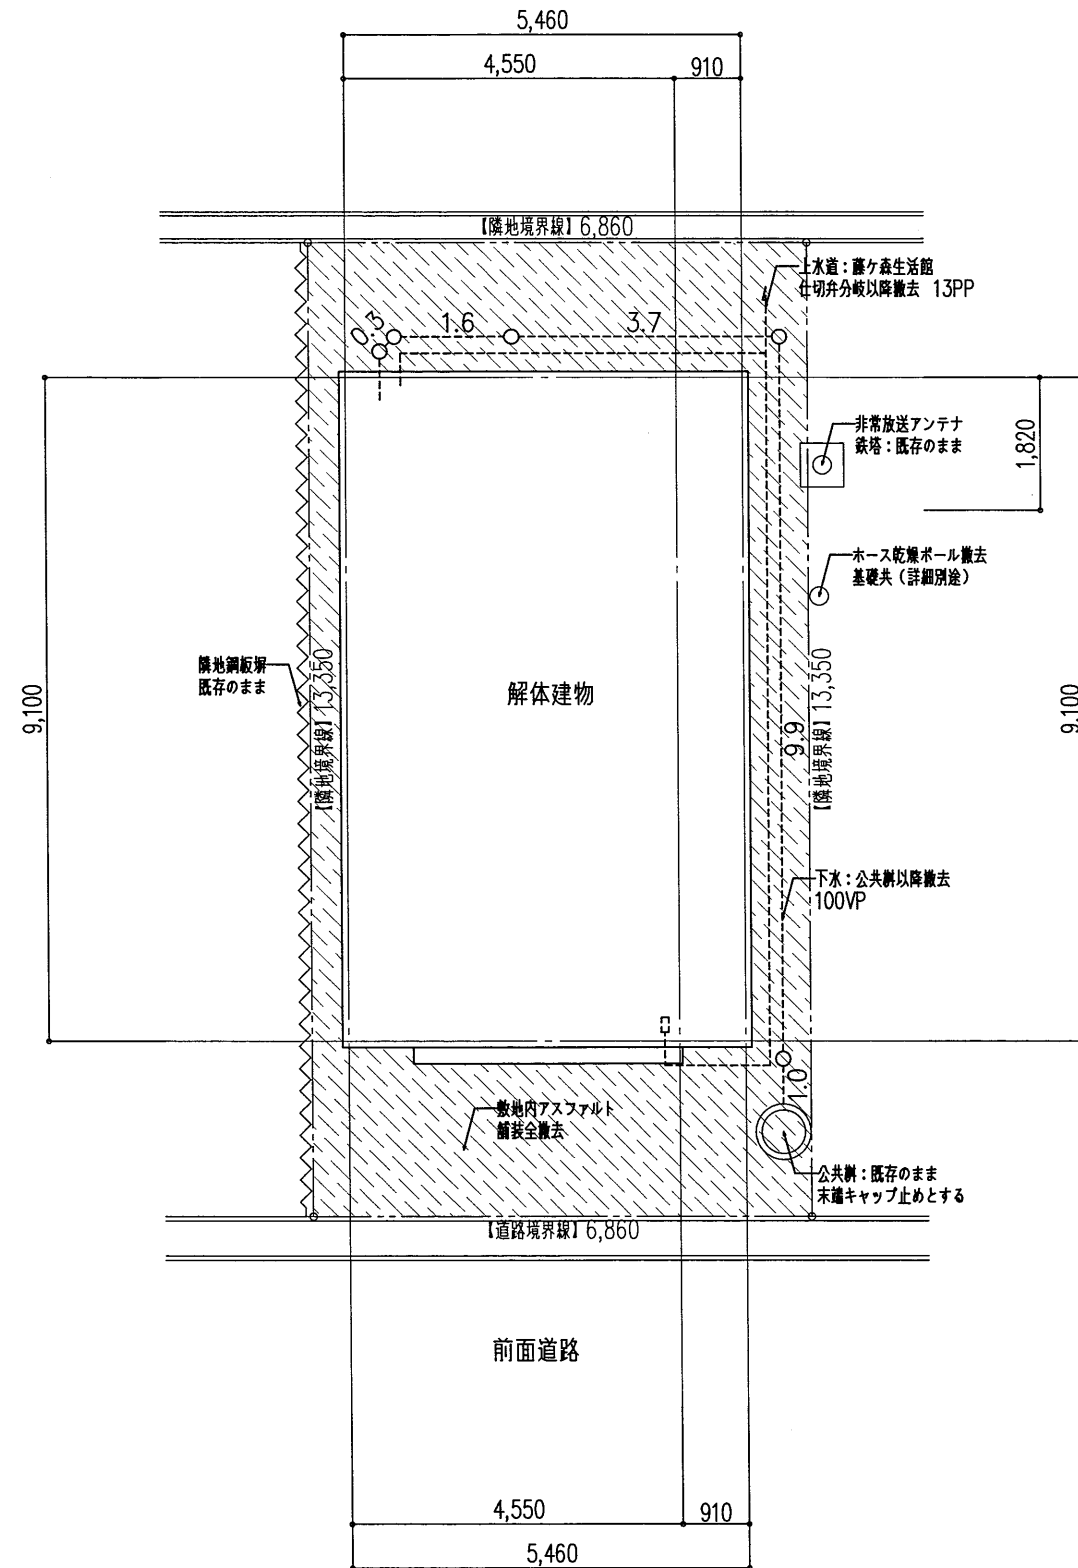 5,460
4,550
910
【隣地境界線】6,860
上水道：藤ケ森生活館
仕切弁分岐以降撤去 13PP
0.3
1.6
3.7
非常放送アンテナ
鉄塔：既存のまま
1,820
ホース乾燥ポール撤去
基礎共（詳細別途）
隣地鋼板塀
既存のまま
【隣地境界線】13,350
解体建物
9,100
9.9
【隣地境界線】13,350
9,100
下水：公共桝以降撤去
100VP
1.0
敷地内アスファルト
舗装全撤去
公共桝：既存のまま
末端キャップ止めとする
【道路境界線】6,860
前面道路
4,550
910
5,460